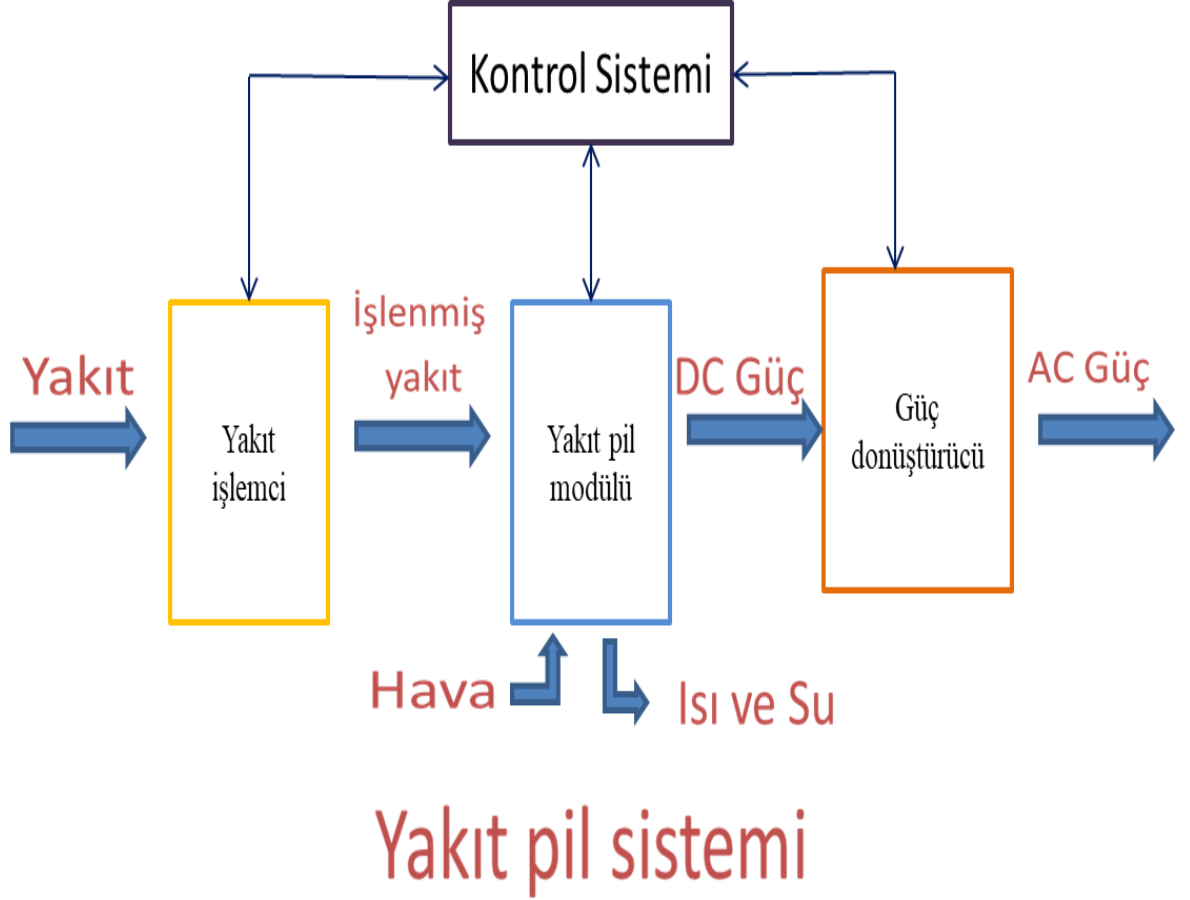 Kontrol Sistemi
Yakıt
Yakıt
işlemci
İşlenmiş
yakıt
Yakıt pil
modülü
DC Güç
Güç
donüştürücü
AC Güç
Hava
Isı ve Su
Yakıt pil sistemi